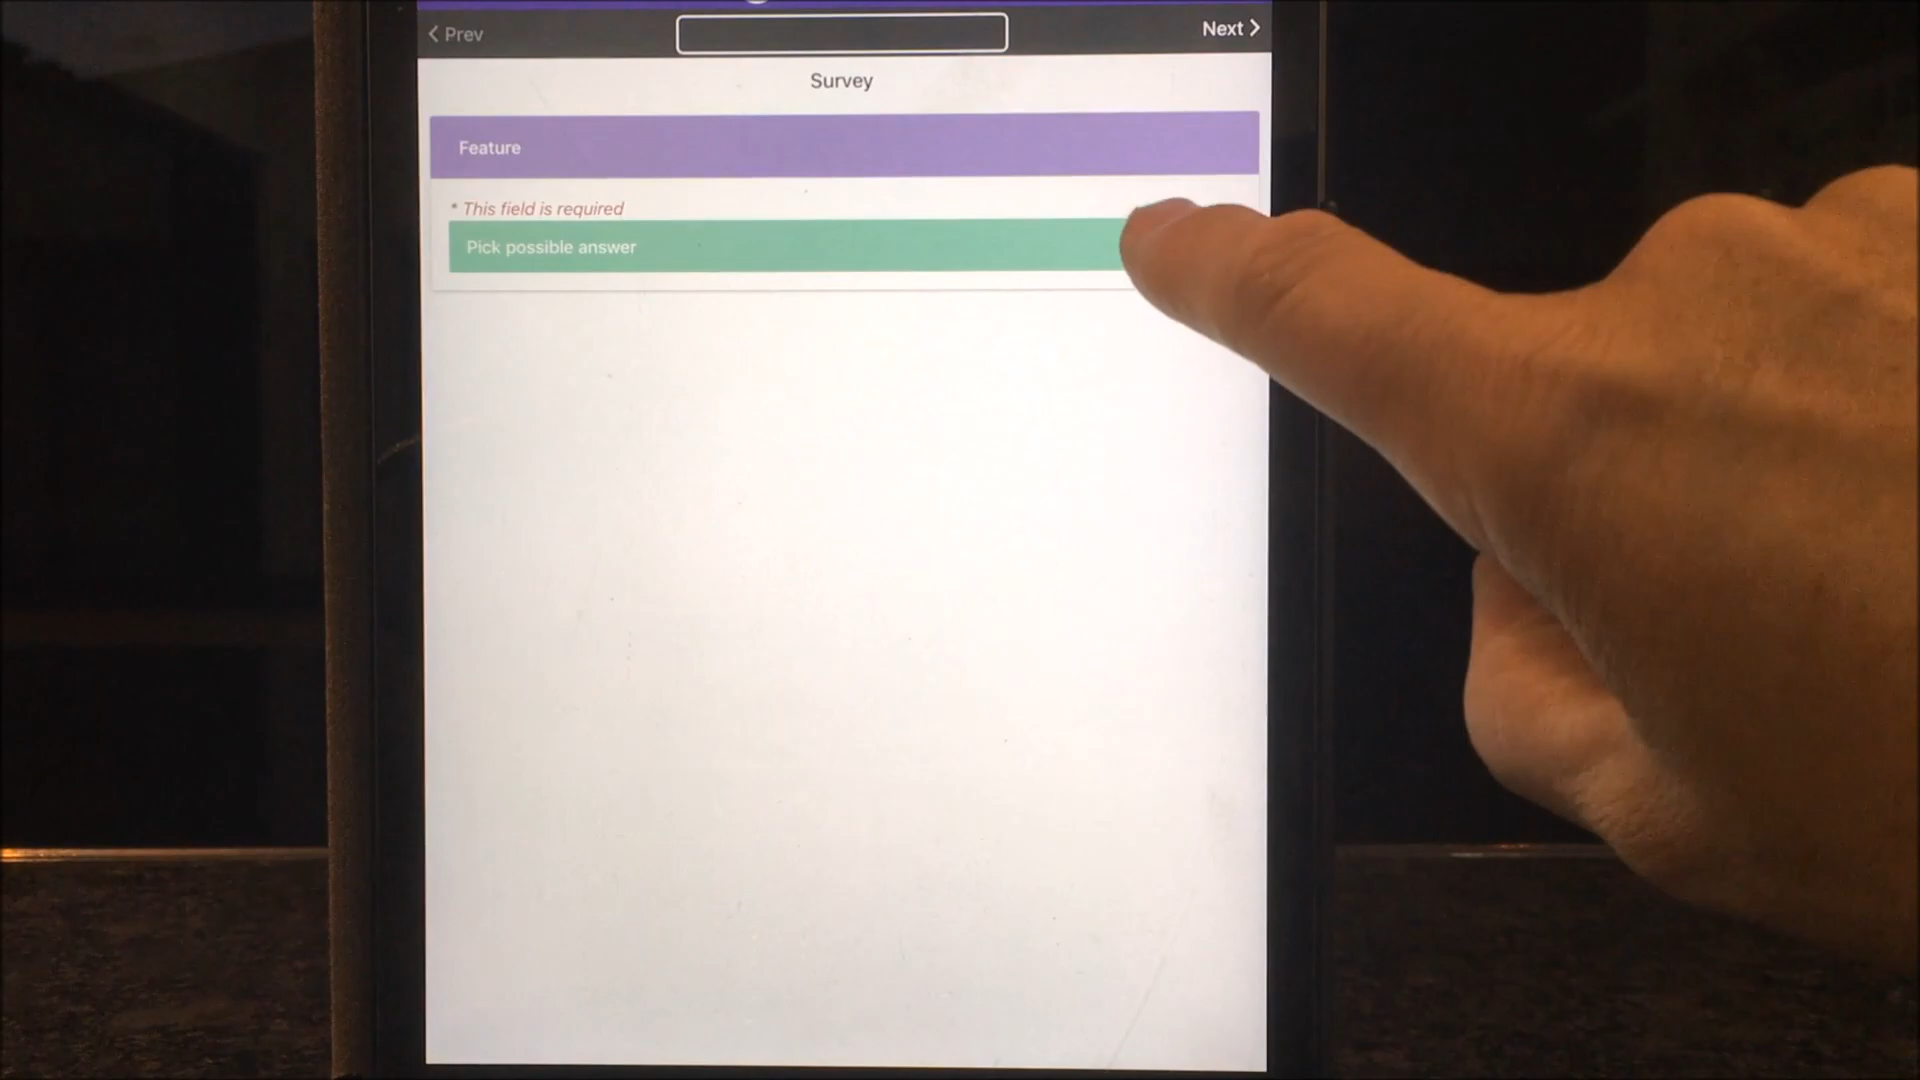 Prev
Next
Survey
Feature
* This field is required
Pick possible answer